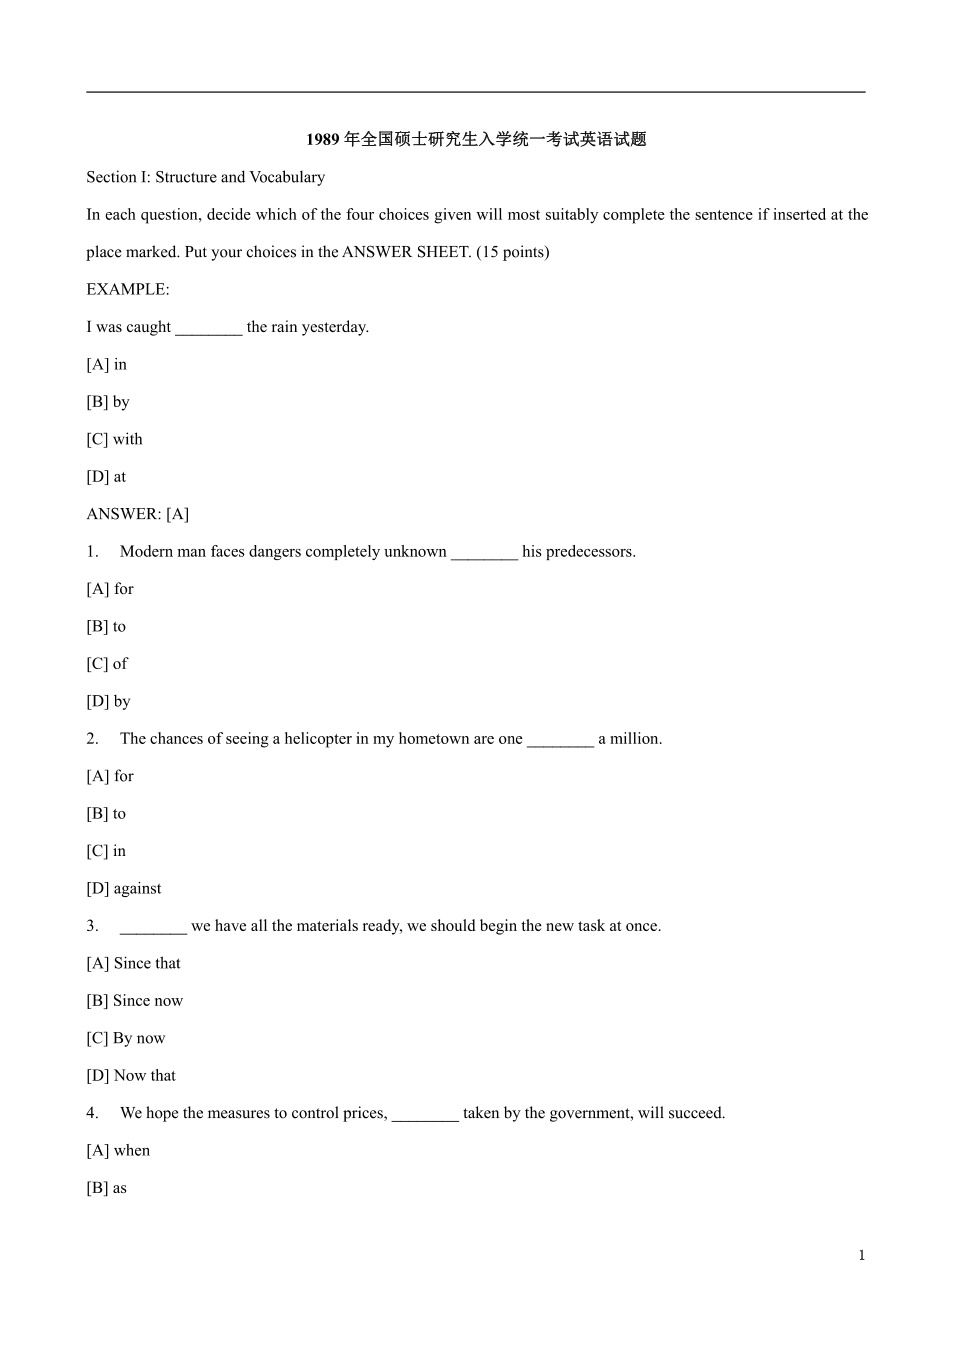 1989 年全国硕士研究生入学统一考试英语试题
Section I: Structure and Vocabulary
In each question, decide which of the four choices given will most suitably complete the sentence if inserted at the
place marked. Put your choices in the ANSWER SHEET. (15 points)
EXAMPLE:
I was caught ________ the rain yesterday.
[A] in
[B] by
[C] with
[D] at
ANSWER: [A]
1. Modern man faces dangers completely unknown ________ his predecessors.
[A] for
[B] to
[C] of
[D] by
2. The chances of seeing a helicopter in my hometown are one ________ a million.
[A] for
[B] to
[C] in
[D] against
3. ________ we have all the materials ready, we should begin the new task at once.
[A] Since that
[B] Since now
[C] By now
[D] Now that
4. We hope the measures to control prices, ________ taken by the government, will succeed.
[A] when
[B] as
1